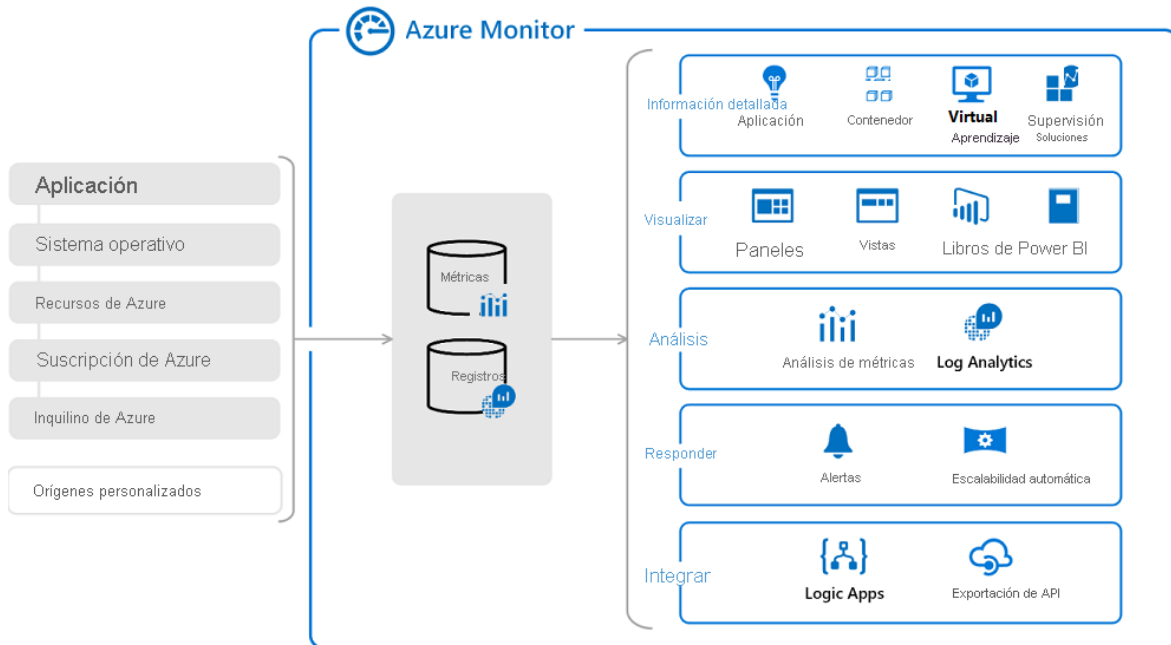 Azure Monitor
Aplicación
Sistema operativo
Recursos de Azure
Suscripción de Azure
Inquilino de Azure
Orígenes personalizados
Métricas
Registros
Información detallada
Aplicación
Contenedor
Virtual
Aprendizaje
Supervisión
Soluciones
Visualizar
Paneles
Vistas
Libros de Power BI
Análisis
Análisis de métricas
Log Analytics
Responder
Alertas
Escalabilidad automática
Integrar
Logic Apps
Exportación de API